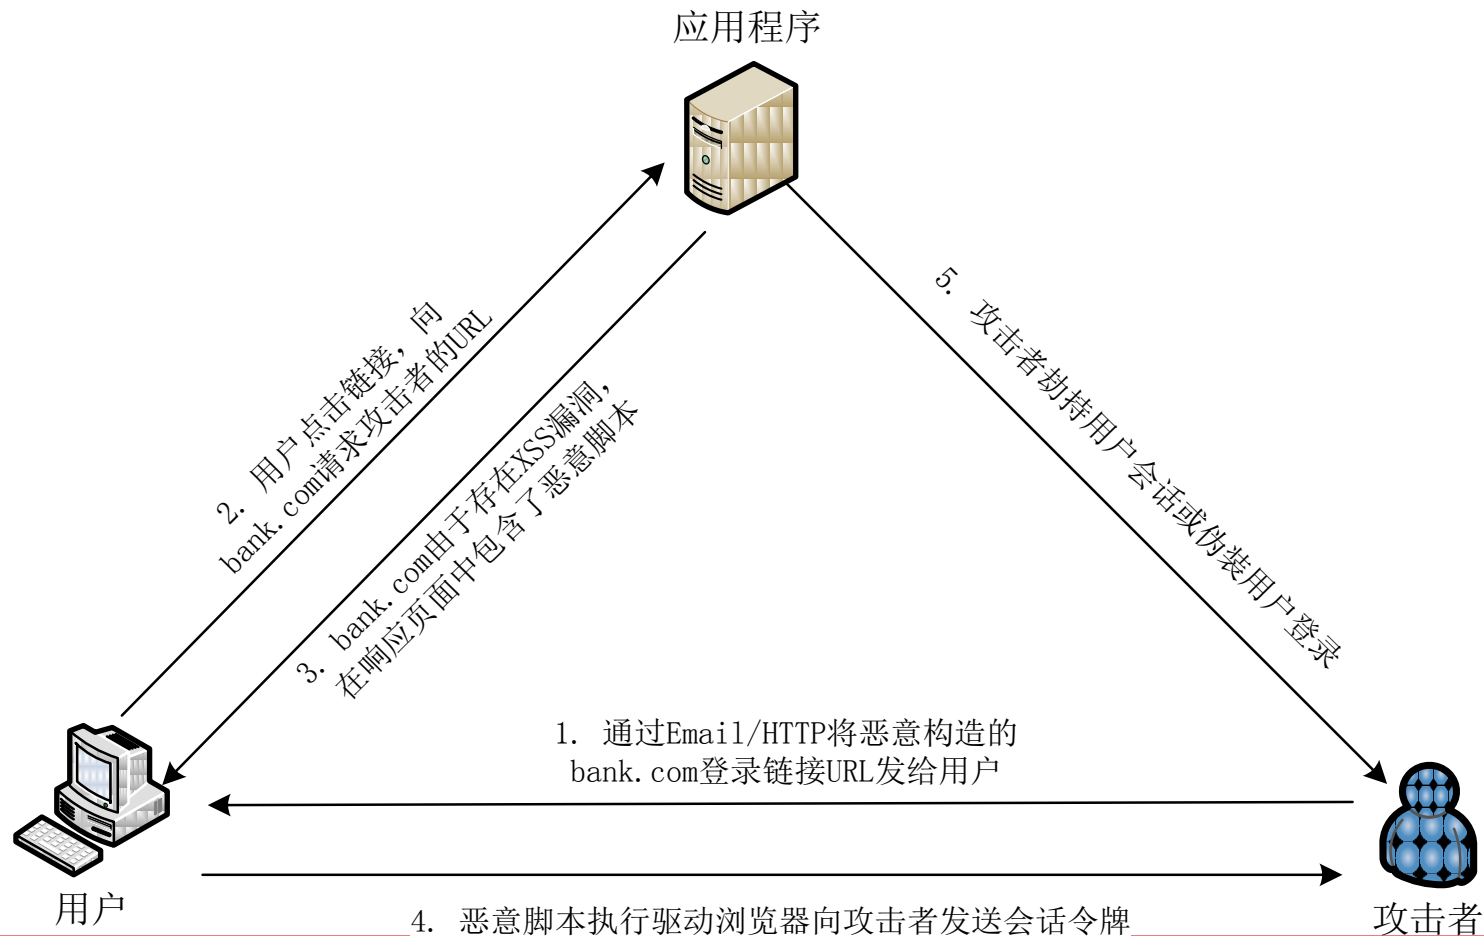 应用程序
2. 用户点击链接，向
bank.com请求攻击者的URL
3. bank.com由于存在XSS漏洞，
在响应页面中包含了恶意脚本
5. 攻击者劫持用户会话或伪装用户登录
1. 通过Email/HTTP将恶意构造的
bank.com登录链接URL发给用户
用户
4. 恶意脚本执行驱动浏览器向攻击者发送会话令牌
攻击者